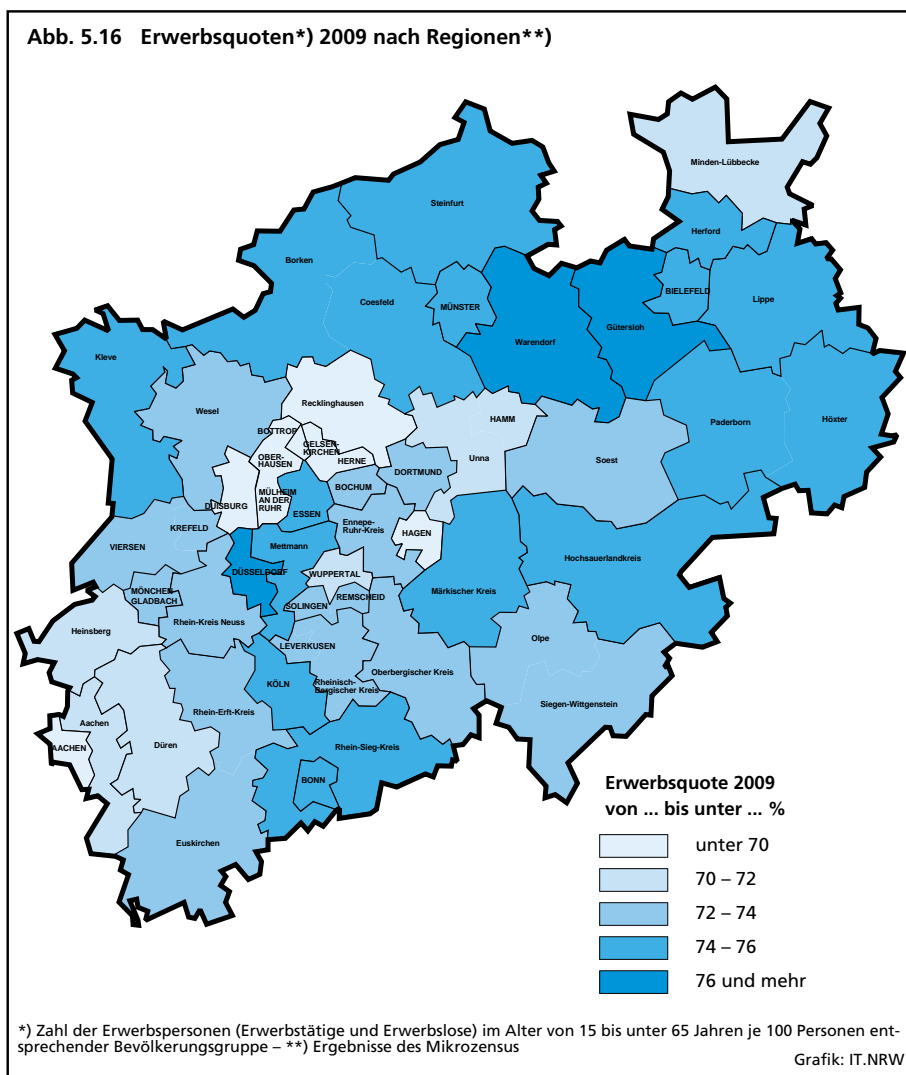 Abb. 5.16 Erwerbsquoten*) 2009 nach Regionen**)
Minden-Lübbecke
Steinfurt
Herford
Borken
BIELEFELD
Lippe
Coesfeld
MÜNSTER
Gütersloh
Warendorf
Kleve
Recklinghausen
Wesel
HAMM
Paderborn
Höxter
BOTTROP
GELSEN-
KIRCHEN
OBER-
HAUSEN
HERNE
Unna
Soest
DORTMUND
BOCHUM
MÜLHEIM
AN DER
RUHR
DUISBURG
ESSEN
KREFELD
Ennepe-
Ruhr-Kreis
HAGEN
VIERSEN
Mettmann
Hochsauerlandkreis
DÜSSELDORF
WUPPERTAL
MÖNCHEN
GLADBACH
REMSCHEID
Märkischer Kreis
SOLINGEN
Rhein-Kreis Neuss
Heinsberg
LEVERKUSEN
Olpe
Oberbergischer Kreis
KÖLN
Rheinisch-
Bergischer Kreis
Siegen-Wittgenstein
Rhein-Erft-Kreis
Aachen
AACHEN
Düren
Rhein-Sieg-Kreis
BONN
Euskirchen
Erwerbsquote 2009
von ... bis unter ... %
unter 70
70 – 72
72 – 74
74 – 76
76 und mehr
*) Zahl der Erwerbspersonen (Erwerbstätige und Erwerbslose) im Alter von 15 bis unter 65 Jahren je 100 Personen ent-
sprechender Bevölkerungsgruppe – **) Ergebnisse des Mikrozensus
Grafik: IT.NRW